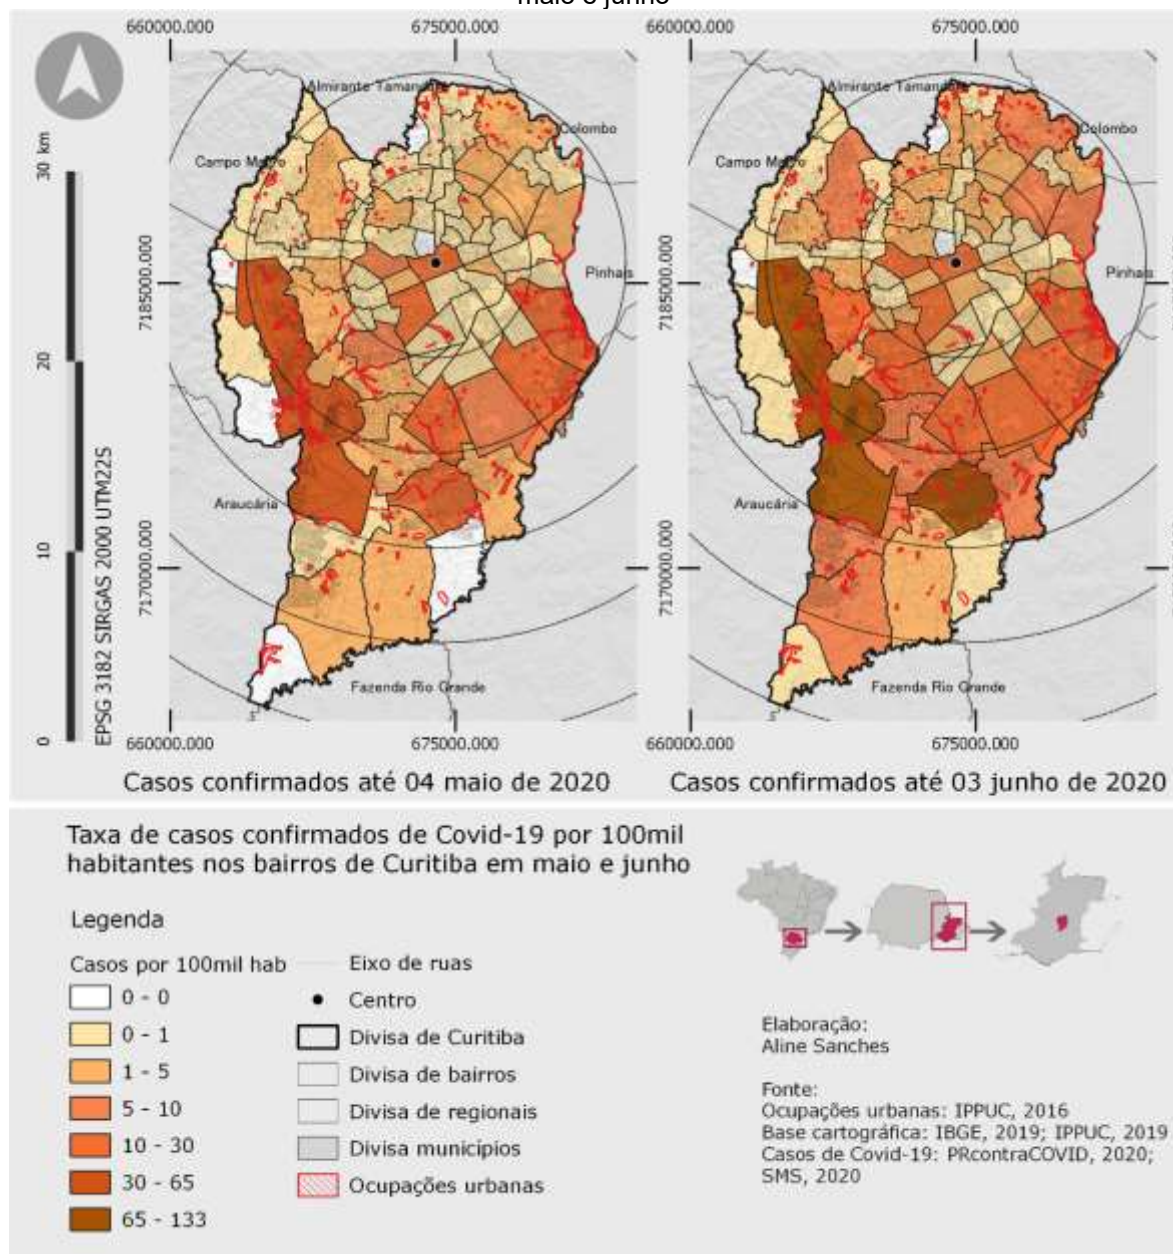 maio e junho
660000.000
675000.000
660000.000
675000.000
Almirante Tamandaré
Colombo
Campo Magro
Pinhais
Araucária
Fazenda Rio Grande
Almirante Tamandaré
Colombo
Campo Magro
Pinhais
Araucária
Fazenda Rio Grande
30 km
20
10
0
EPSG 3182 SIRGAS 2000 UTM22S
7185000.000
7170000.000
7185000.000
7170000.000
660000.000
675000.000
660000.000
675000.000
Casos confirmados até 04 maio de 2020
Casos confirmados até 03 junho de 2020
Taxa de casos confirmados de Covid-19 por 100mil
habitantes nos bairros de Curitiba em maio e junho
Legenda
Casos por 100mil hab
0 - 0
0 - 1
1 - 5
5 - 10
10 - 30
30 - 65
65 - 133
Eixo de ruas
Centro
Divisa de Curitiba
Divisa de bairros
Divisa de regionais
Divisa municípios
Ocupações urbanas
Elaboração:
Aline Sanches
Fonte:
Ocupações urbanas: IPPUC, 2016
Base cartográfica: IBGE, 2019; IPPUC, 2019
Casos de Covid-19: PRcontraCOVID, 2020;
SMS, 2020